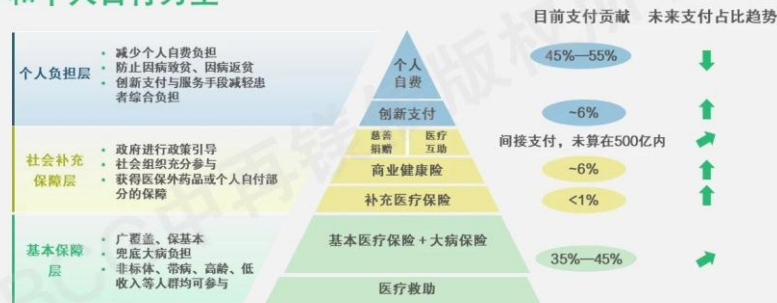 目前支付贡献 未来支付占比趋势
个人负担层
• 减少个人自费负担
• 防止因病致贫、因病返贫
• 创新支付与服务手段减轻患
者综合负担
个人
自费
45%—55%
创新支付
~6%
社会补充
保障层
• 政府进行政策引导
• 社会组织充分参与
• 获得医保外药品或个人自付部
分的保障
慈善
捐赠
医疗
互助
间接支付,未算在500亿内
商业健康险
~6%
补充医疗保险
<1%
基本保障
层
• 广覆盖、保基本
• 兜底大病负担
• 非标体、带病、高龄、低
收入等人群均可参与
基本医疗保险+大病保险
35%—45%
医疗救助